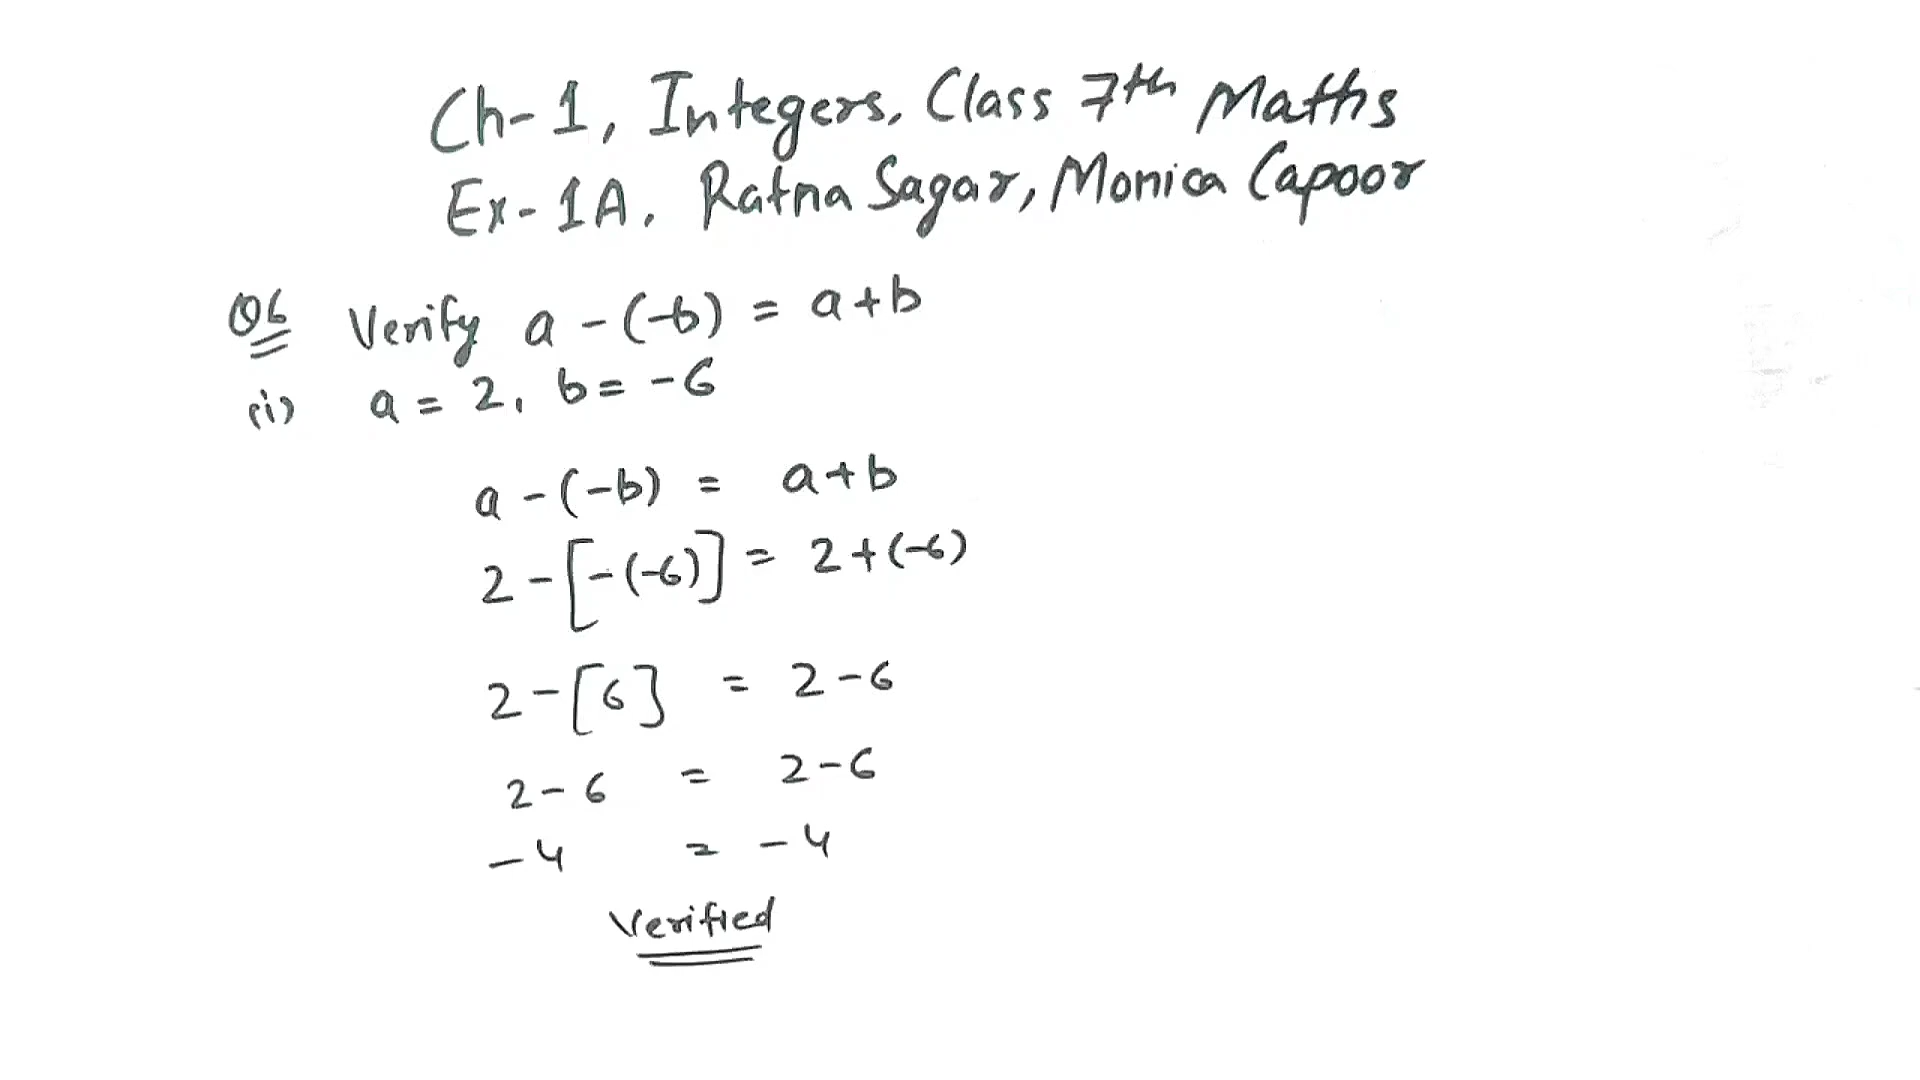 Ch-1, Integers, Class 7th Maths
Ex-1A, Ratna Sagar, Monica Capoor
Q6 Verify a - (-b) = a+b
(i) a = 2, b = -6
a - (-b) = a+b
2 - [-(-6)] = 2+(-6)
2 - [6] = 2-6
2-6 = 2-6
-4 = -4
Verified